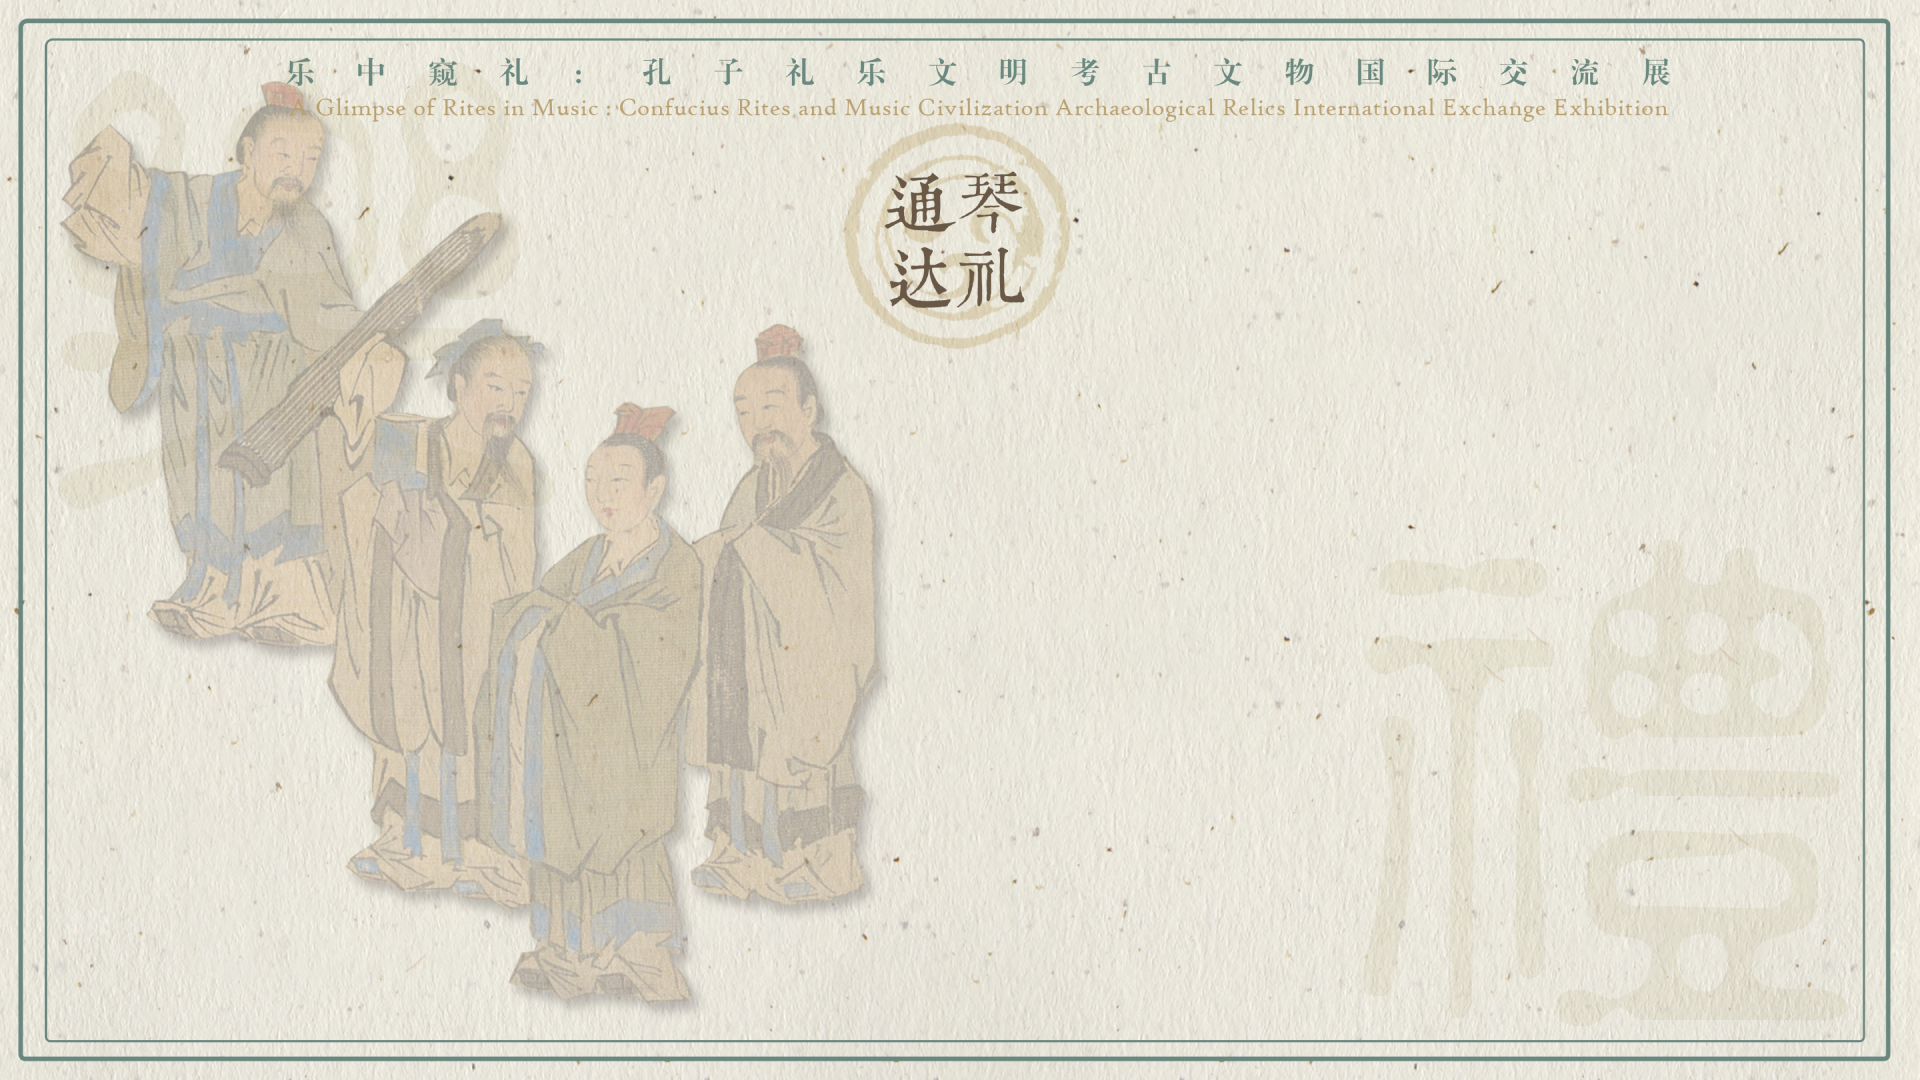 乐中窥礼：孔子礼乐文明考古文物国际交流展
A Glimpse of Rites in Music : Confucius Rites and Music Civilization Archaeological Relics International Exchange Exhibition
琴礼
通达
禮